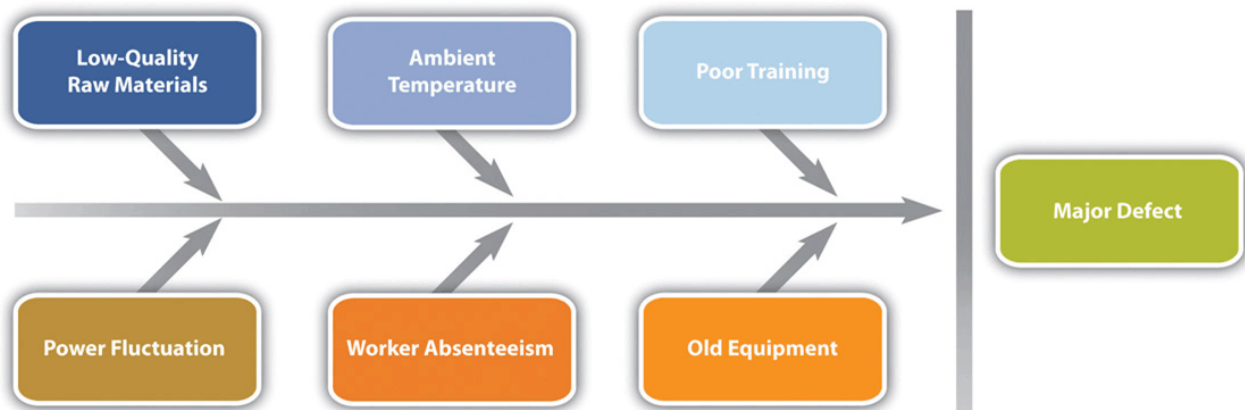 Low-Quality
Raw Materials
Ambient
Temperature
Poor Training
Major Defect
Power Fluctuation
Worker Absenteeism
Old Equipment